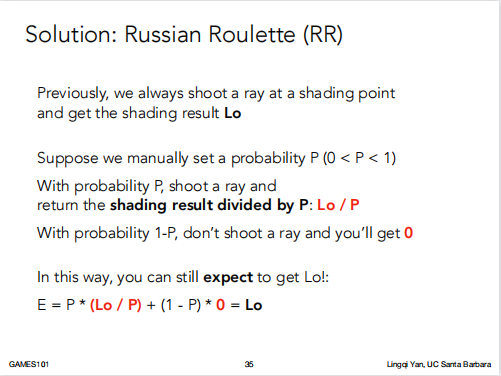 Solution: Russian Roulette (RR)
Previously, we always shoot a ray at a shading point
and get the shading result Lo
Suppose we manually set a probability P (0 < P < 1)
With probability P, shoot a ray and
return the shading result divided by P: Lo / P
With probability 1-P, don't shoot a ray and you'll get 0
In this way, you can still expect to get Lo!:
E = P * (Lo / P) + (1 - P) * 0 = Lo
GAMES101
35
Lingqi Yan, UC Santa Barbara